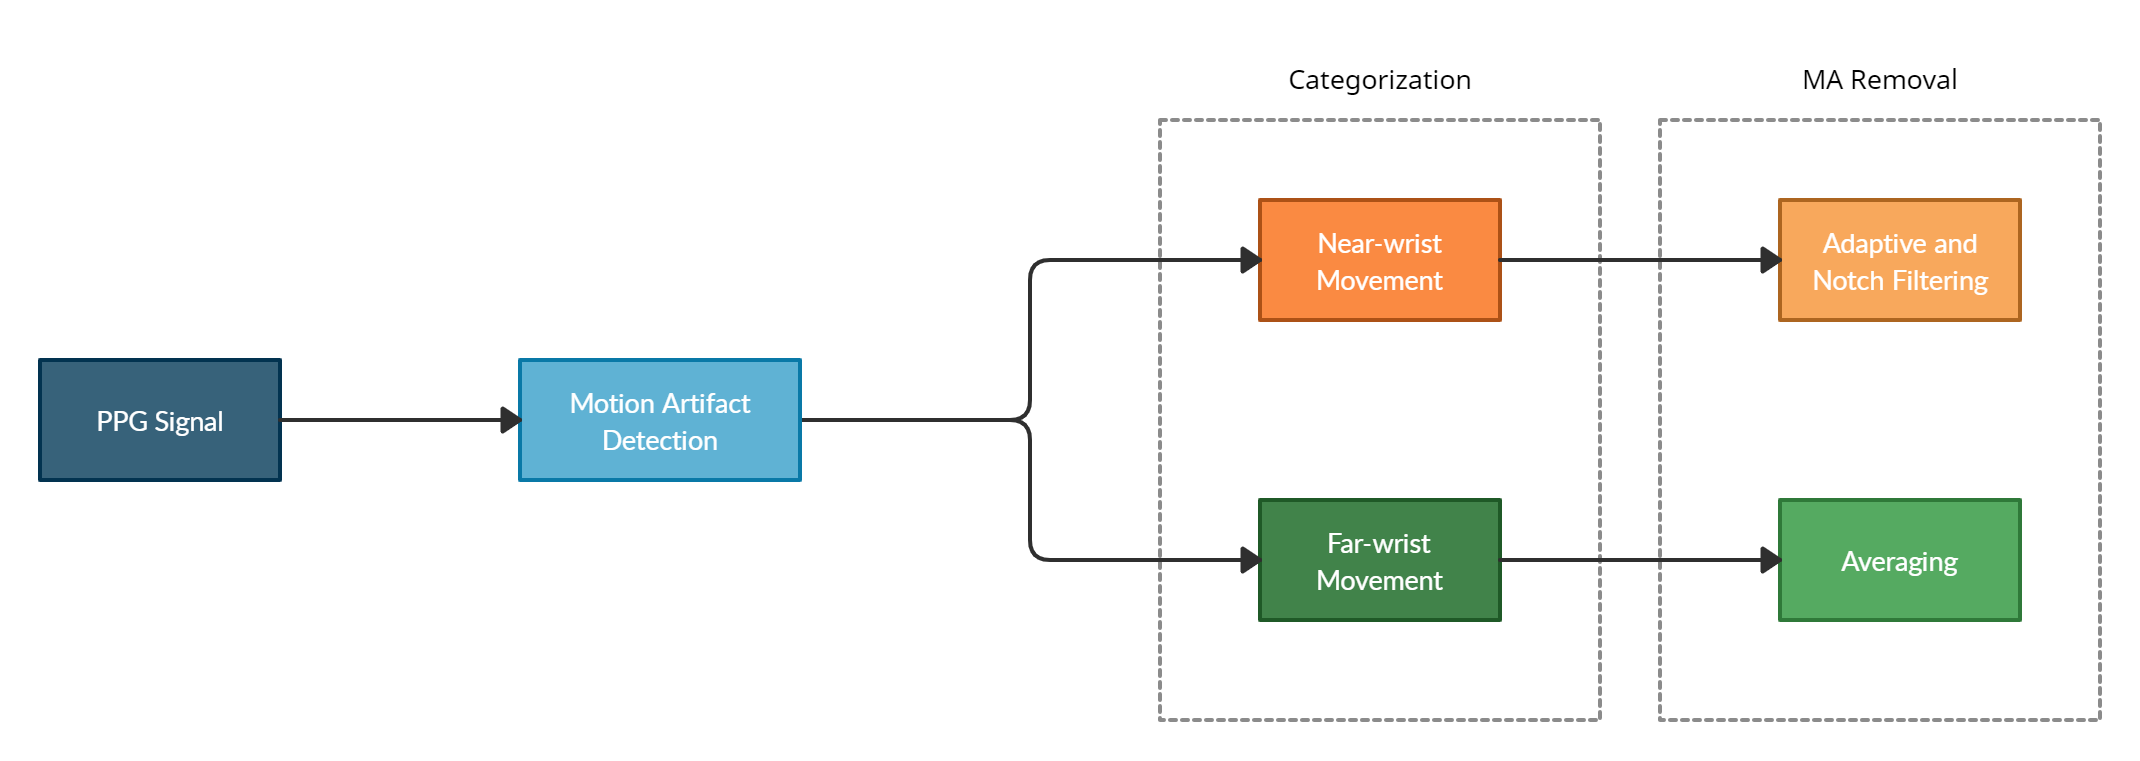 Categorization
MA Removal
Near-wrist
Movement
Adaptive and
Notch Filtering
PPG Signal
Motion Artifact
Detection
Far-wrist
Movement
Averaging